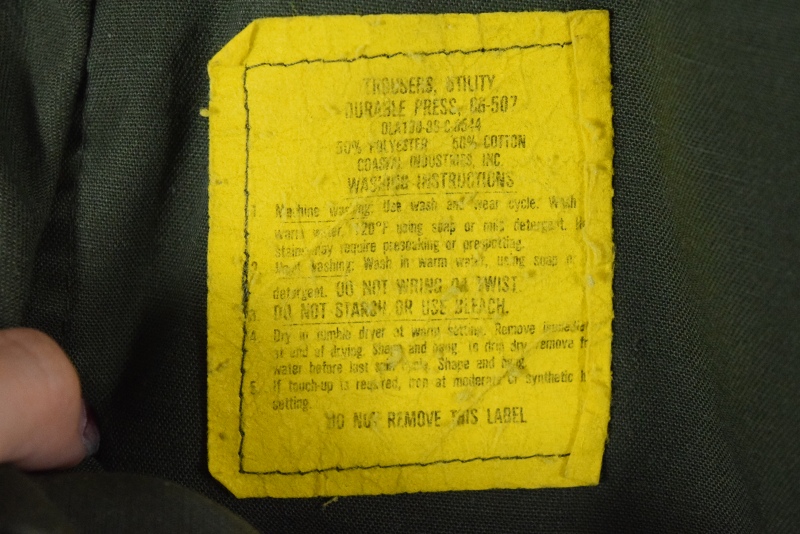 TROUSERS, UTILITY
DURABLE PRESS, OG-507
50% POLYESTER 50% COTTON
COASTAL INDUSTRIES, INC.
WASHING INSTRUCTIONS
1. Machine washing: Use wash and wear cycle. Wash
warm water, 120°F using soap or mild detergent.
Stains may require presoaking or prespotting.
2. Hand washing: Wash in warm water, using soap
detergent. DO NOT WRING OR TWIST.
3. DO NOT STARCH OR USE BLEACH.
4. Dry in tumble dryer at warm setting. Remove
at end of drying. Shape and hang. To drip dry, remove
water before last spin cycle. Shape and hang.
5. If touch-up is required, iron at moderate or synthetic
setting.
DO NOT REMOVE THIS LABEL